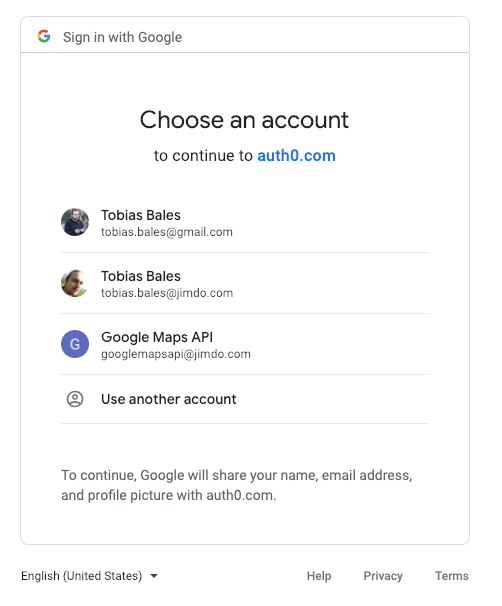 Sign in with Google
Choose an account
to continue to auth0.com
Tobias Bales
tobias.bales@gmail.com
Tobias Bales
tobias.bales@jimdo.com
G
Google Maps API
googlemapsapi@jimdo.com
Use another account
To continue, Google will share your name, email address,
and profile picture with auth0.com.
English (United States)
Help
Privacy
Terms